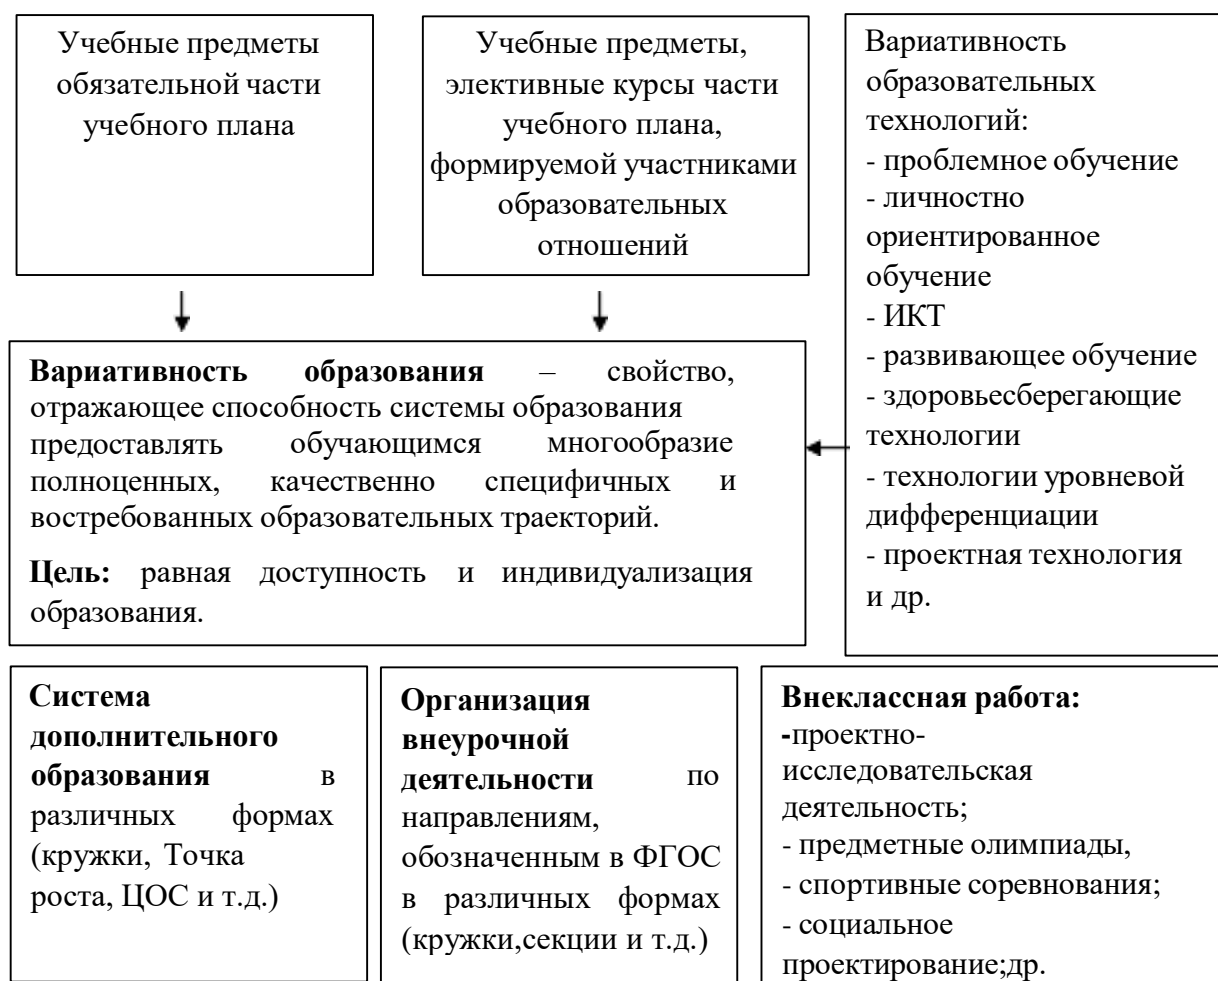 Учебные предметы
обязательной части
учебного плана
Учебные предметы,
элективные курсы части
учебного плана,
формируемой участниками
образовательных
отношений
Вариативность
образовательных
технологий:
- проблемное обучение
- личностно
ориентированное
обучение
- ИКТ
- развивающее обучение
- здоровьесберегающие
технологии
- технологии уровневой
дифференциации
- проектная технология
и др.
Вариативность образования – свойство,
отражающее способность системы образования
предоставлять обучающимся многообразие
полноценных, качественно специфичных и
востребованных образовательных траекторий.
Цель: равная доступность и индивидуализация
образования.
Система
дополнительного
образования в
различных формах
(кружки, Точка
роста, ЦОС и т.д.)
Организация
внеурочной
деятельности по
направлениям,
обозначенным в ФГОС
в различных формах
(кружки,секции и т.д.)
Внеклассная работа:
-проектно-
исследовательская
деятельность;
- предметные олимпиады,
- спортивные соревнования;
- социальное
проектирование;др.